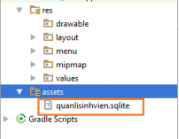 res
drawable
layout
menu
mipmap
values
assets
quanlisinhvien.sqlite
Gradle Scripts